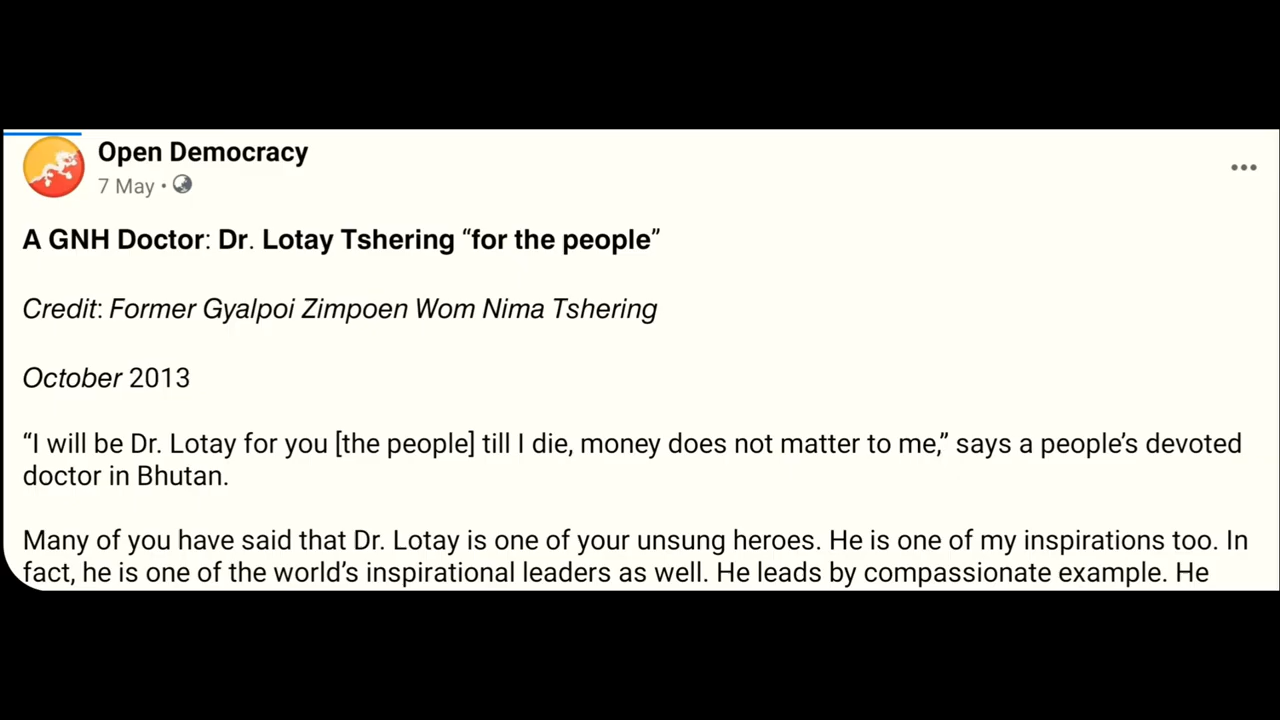 Open Democracy
7 May •
A GNH Doctor: Dr. Lotay Tshering “for the people”
Credit: Former Gyalpoi Zimpoen Wom Nima Tshering
October 2013
“I will be Dr. Lotay for you [the people] till I die, money does not matter to me,” says a people’s devoted
doctor in Bhutan.
Many of you have said that Dr. Lotay is one of your unsung heroes. He is one of my inspirations too. In
fact, he is one of the world’s inspirational leaders as well. He leads by compassionate example. He